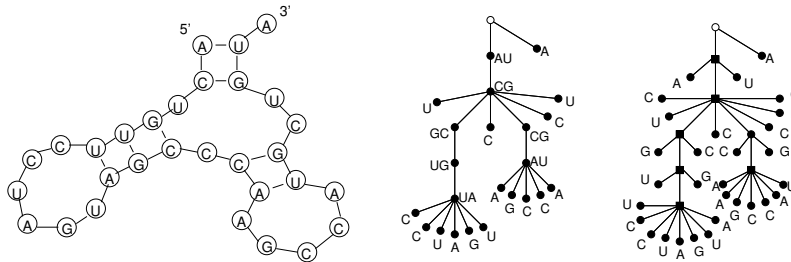 3'
5' A
A U
C G
U U
G C
U
U
C C C C G
C G
A A U A
U U A C
A G G C
AU A
CG
U U
C
GC C CG
UG AU
UA
A A
C G C C
C U A G U
A
A U
C
U C
C
G C C G
U G A
A A
U G C C
C A
C U A G U